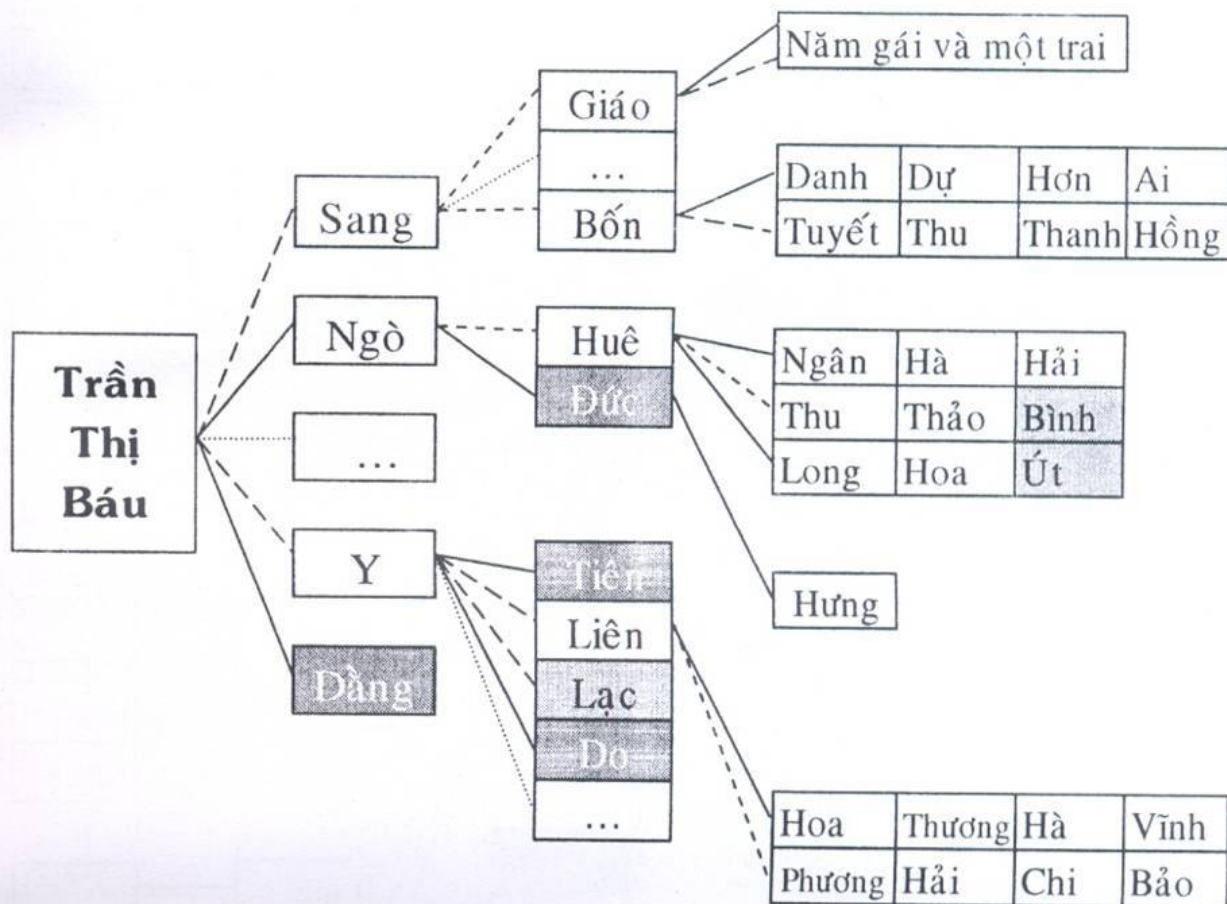 Năm gái và một trai
Giáo
...
Bốn
Danh Dự Hơn Ai
Tuyết Thu Thanh Hồng
Sang
Ngò
...
Y
Dằng
Trần
Thị
Báu
Huê
Đức
Ngân Hà Hải
Thu Thảo Bình
Long Hoa Út
Hưng
Tiên
Liên
Lạc
Do
...
Hoa Thương Hà Vĩnh
Phương Hải Chi Bảo